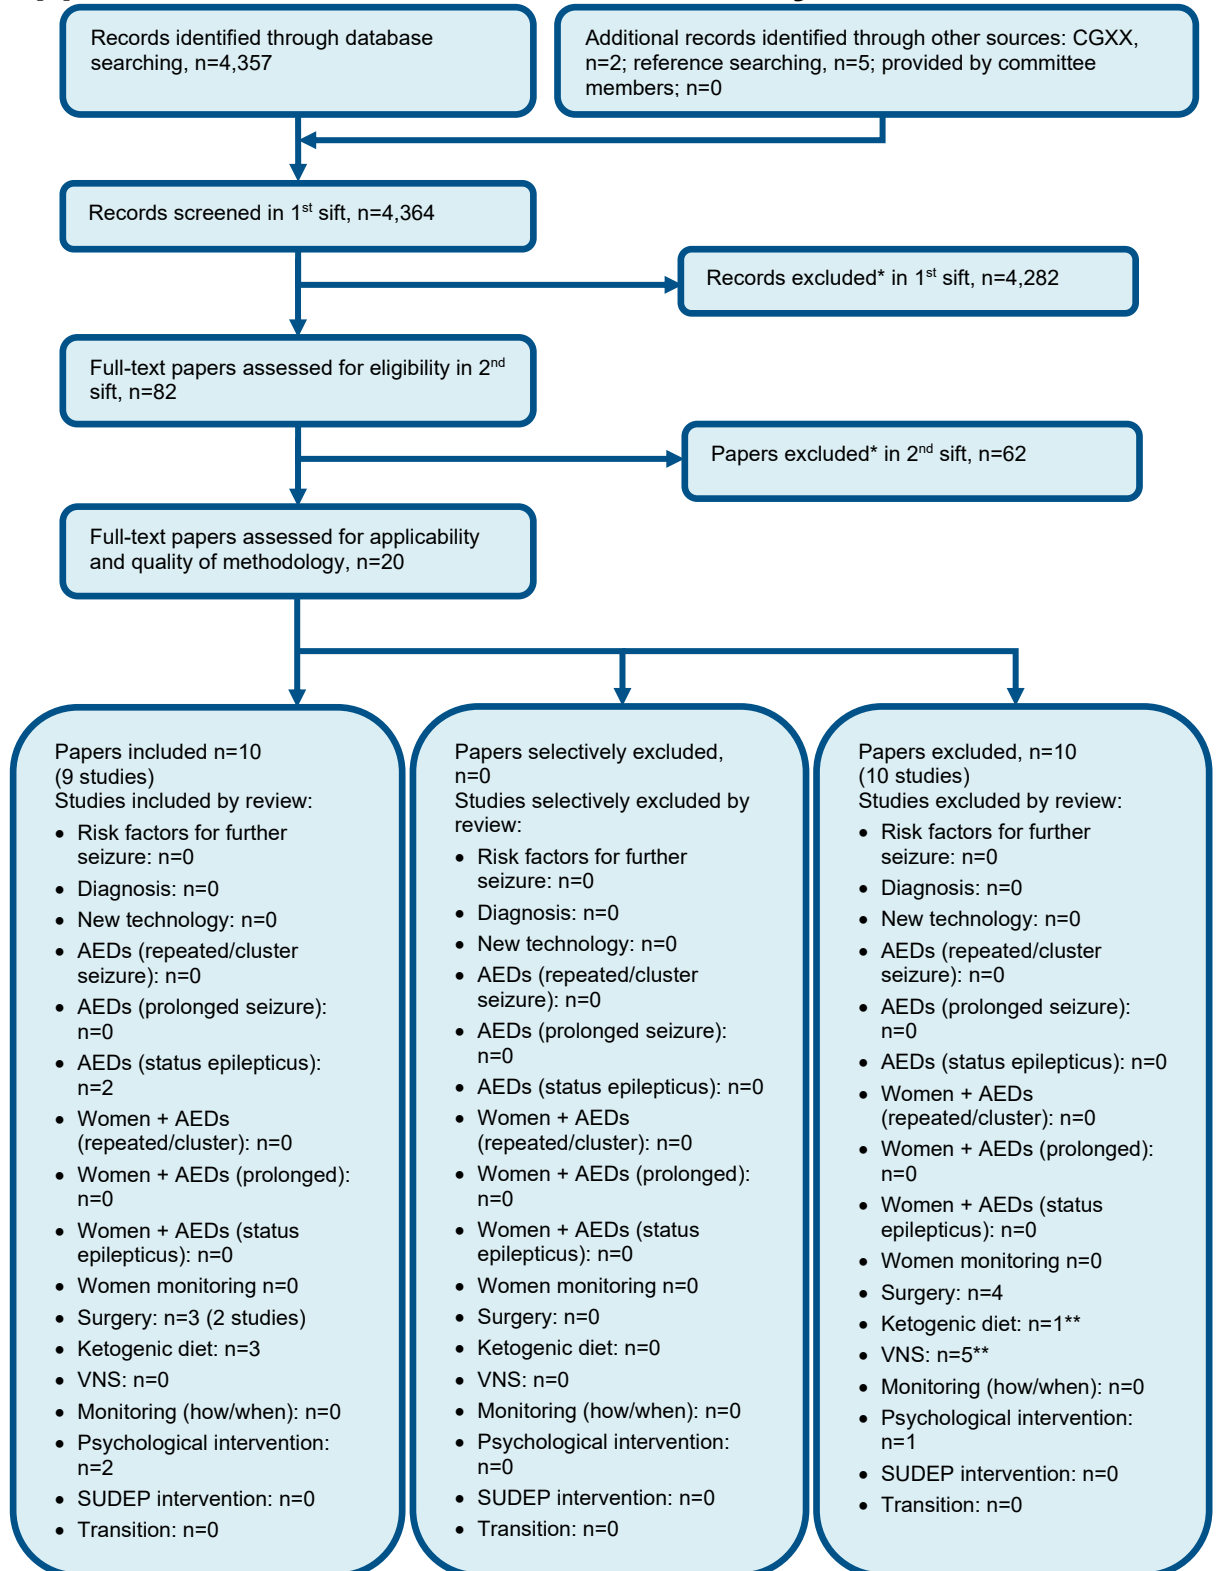 Records identified through database
searching, n=4,357
Additional records identified through other sources: CGXX,
n=2; reference searching, n=5; provided by committee
members; n=0
Records screened in 1st sift, n=4,364
Records excluded* in 1st sift, n=4,282
Full-text papers assessed for eligibility in 2nd
sift, n=82
Papers excluded* in 2nd sift, n=62
Full-text papers assessed for applicability
and quality of methodology, n=20
Papers included n=10
(9 studies)
Studies included by review:
• Risk factors for further
seizure: n=0
• Diagnosis: n=0
• New technology: n=0
• AEDs (repeated/cluster
seizure): n=0
• AEDs (prolonged seizure):
n=0
• AEDs (status epilepticus):
n=2
• Women + AEDs
(repeated/cluster): n=0
• Women + AEDs (prolonged):
n=0
• Women + AEDs (status
epilepticus): n=0
• Women monitoring n=0
• Surgery: n=3 (2 studies)
• Ketogenic diet: n=3
• VNS: n=0
• Monitoring (how/when): n=0
• Psychological intervention:
n=2
• SUDEP intervention: n=0
• Transition: n=0
Papers selectively excluded,
n=0
Studies selectively excluded by
review:
• Risk factors for further
seizure: n=0
• Diagnosis: n=0
• New technology: n=0
• AEDs (repeated/cluster
seizure): n=0
• AEDs (prolonged seizure):
n=0
• AEDs (status epilepticus): n=0
• Women + AEDs
(repeated/cluster): n=0
• Women + AEDs (prolonged):
n=0
• Women + AEDs (status
epilepticus): n=0
• Women monitoring n=0
• Surgery: n=0
• Ketogenic diet: n=0
• VNS: n=0
• Monitoring (how/when): n=0
• Psychological intervention:
n=0
• SUDEP intervention: n=0
• Transition: n=0
Papers excluded, n=10
(10 studies)
Studies excluded by review:
• Risk factors for further
seizure: n=0
• Diagnosis: n=0
• New technology: n=0
• AEDs (repeated/cluster
seizure): n=0
• AEDs (prolonged seizure):
n=0
• AEDs (status epilepticus: n=0
• Women + AEDs
(repeated/cluster): n=0
• Women + AEDs (prolonged):
n=0
• Women + AEDs (status
epilepticus): n=0
• Women monitoring n=0
• Surgery: n=4
• Ketogenic diet: n=1**
• VNS: n=5**
• Monitoring (how/when): n=0
• Psychological intervention:
n=1
• SUDEP intervention: n=0
• Transition: n=0